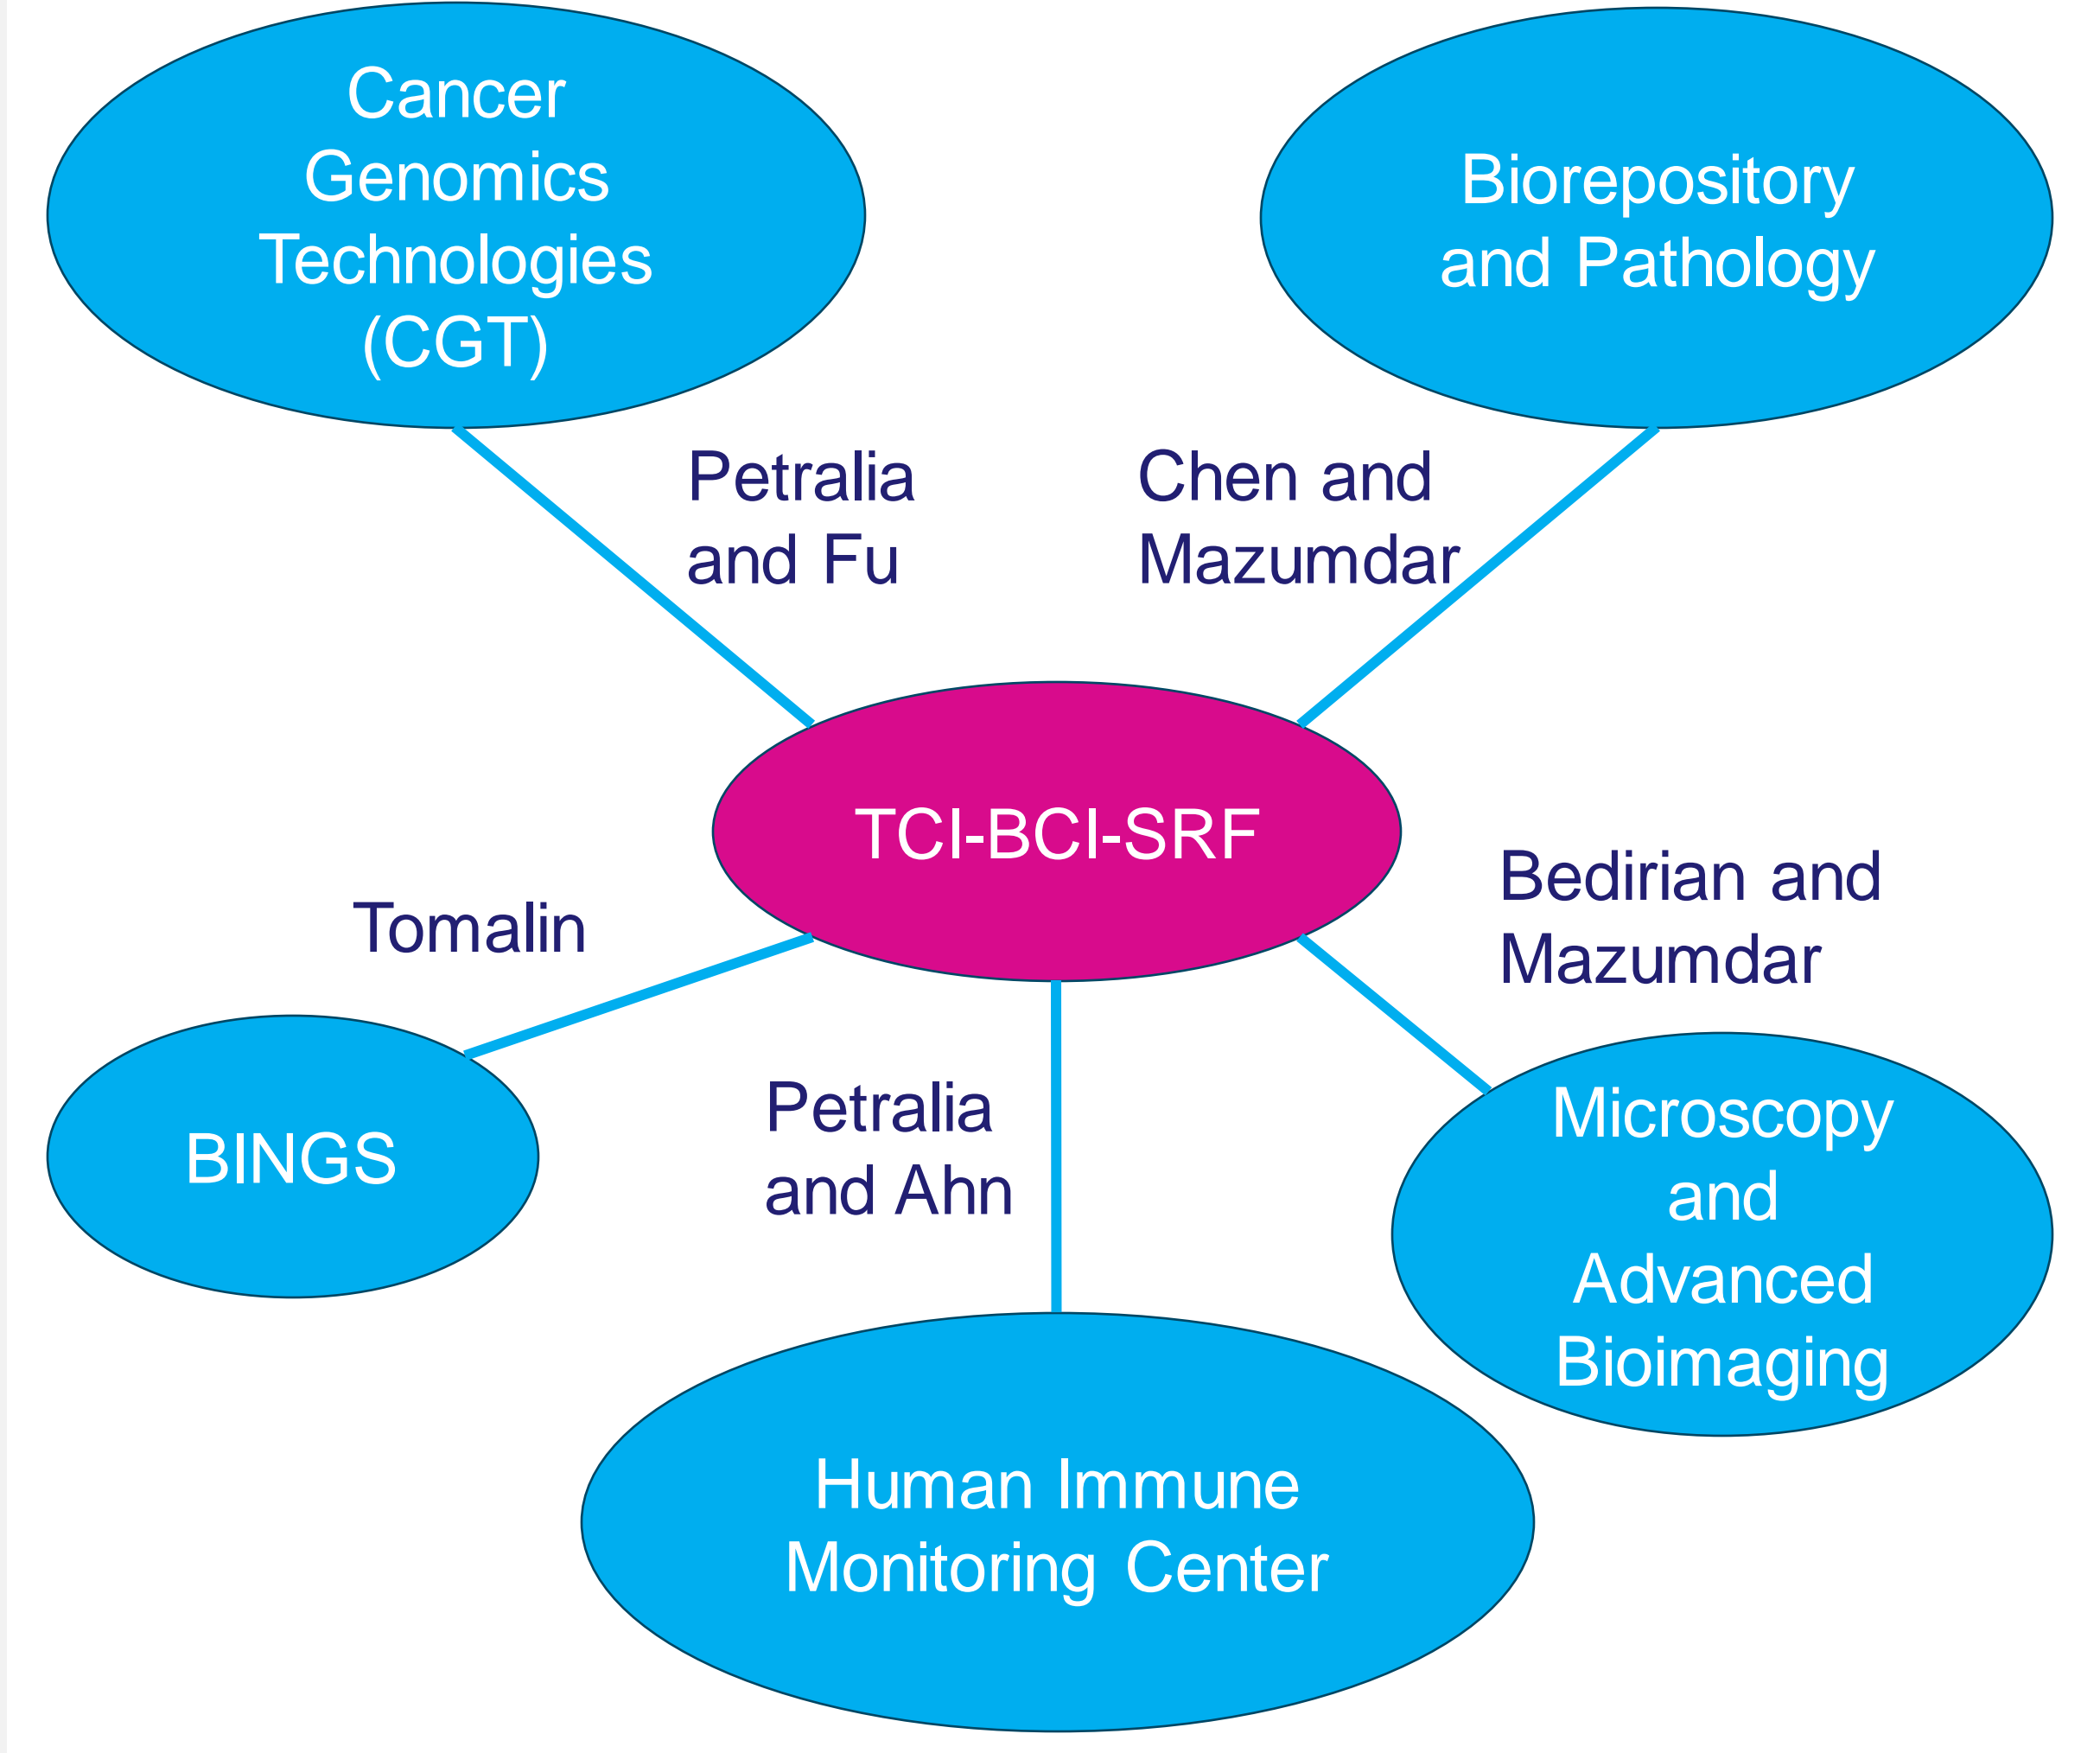 Cancer
Genomics
Technologies
(CGT)
Biorepository
and Pathology
Petralia
and Fu
Chen and
Mazumdar
TCI-BCI-SRF
Tomalin
Bedirian and
Mazumdar
BINGS
Petralia
and Ahn
Microscopy
and
Advanced
Bioimaging
Human Immune
Monitoring Center